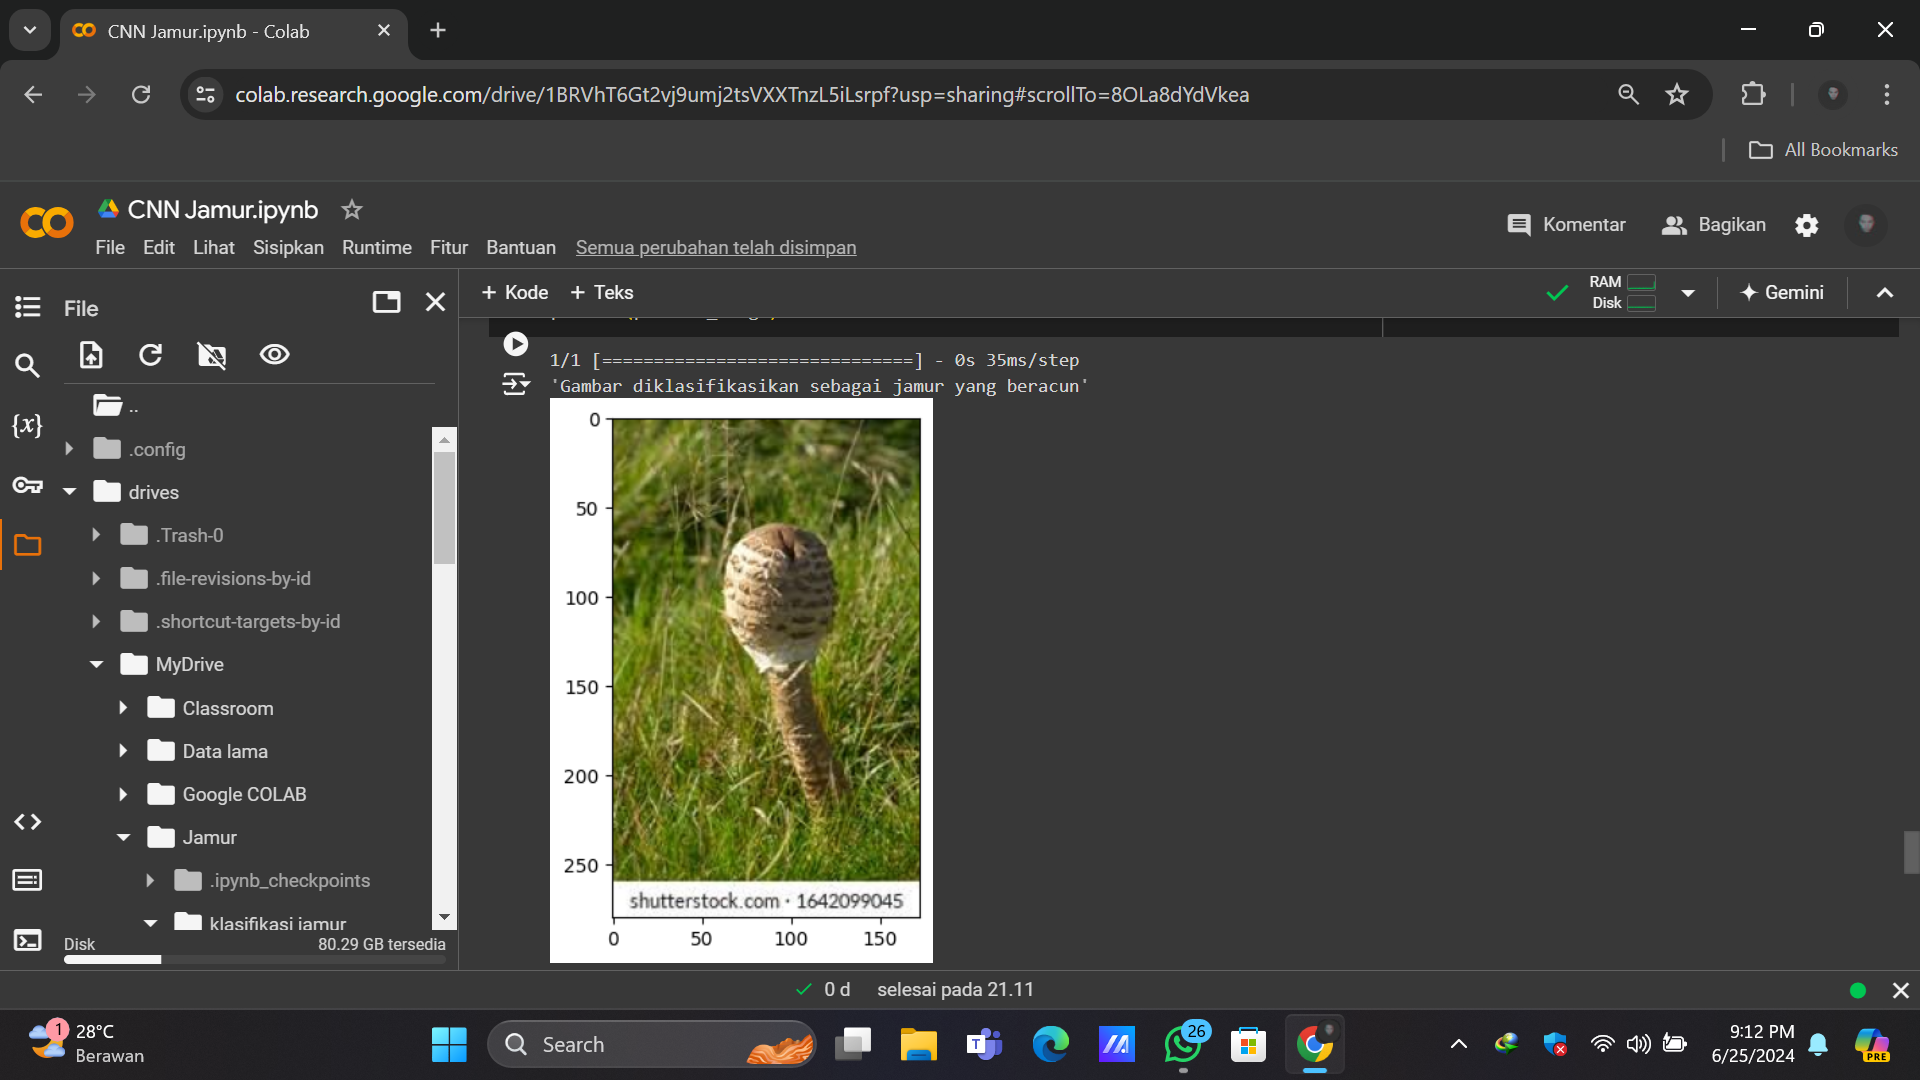 CNN Jamur.ipynb - Colab
colab.research.google.com/drive/1BRVhT6Gt2vj9umj2tsVXXTnzL5iLsrpf?usp=sharing#scrollTo=8OLa8dYdVkea
All Bookmarks
CNN Jamur.ipynb
File Edit Lihat Sisipkan Runtime Fitur Bantuan Semua perubahan telah disimpan
Komentar Bagikan
File
+ Kode + Teks
RAM
Disk
Gemini
..
.config
drives
.Trash-0
.file-revisions-by-id
.shortcut-targets-by-id
MyDrive
Classroom
Data lama
Google COLAB
Jamur
.ipynb_checkpoints
klasifikasi jamur
Disk 80.29 GB tersedia
{x}
1/1 [==============================] - 0s 35ms/step
'Gambar diklasifikasikan sebagai jamur yang beracun'
0
50
100
150
200
250
shutterstock.com · 1642099045
0 50 100 150
0 d selesai pada 21.11
1
28°C
Berawan
Search
T
26
PRE
9:12 PM
6/25/2024